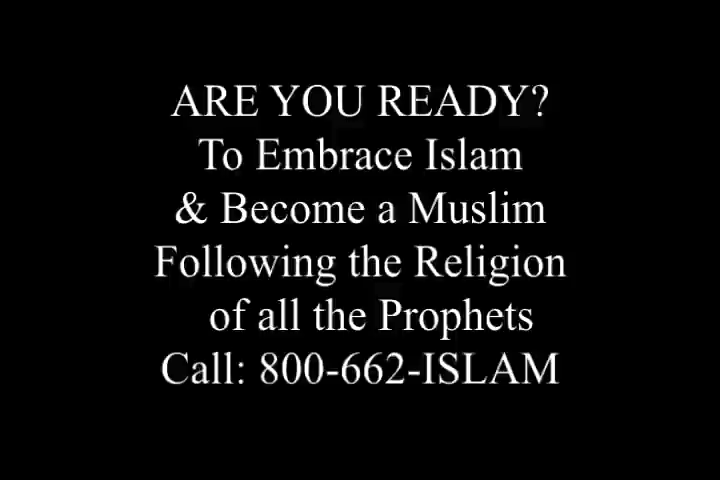 ARE YOU READY?
To Embrace Islam
& Become a Muslim
Following the Religion
of all the Prophets
Call: 800-662-ISLAM